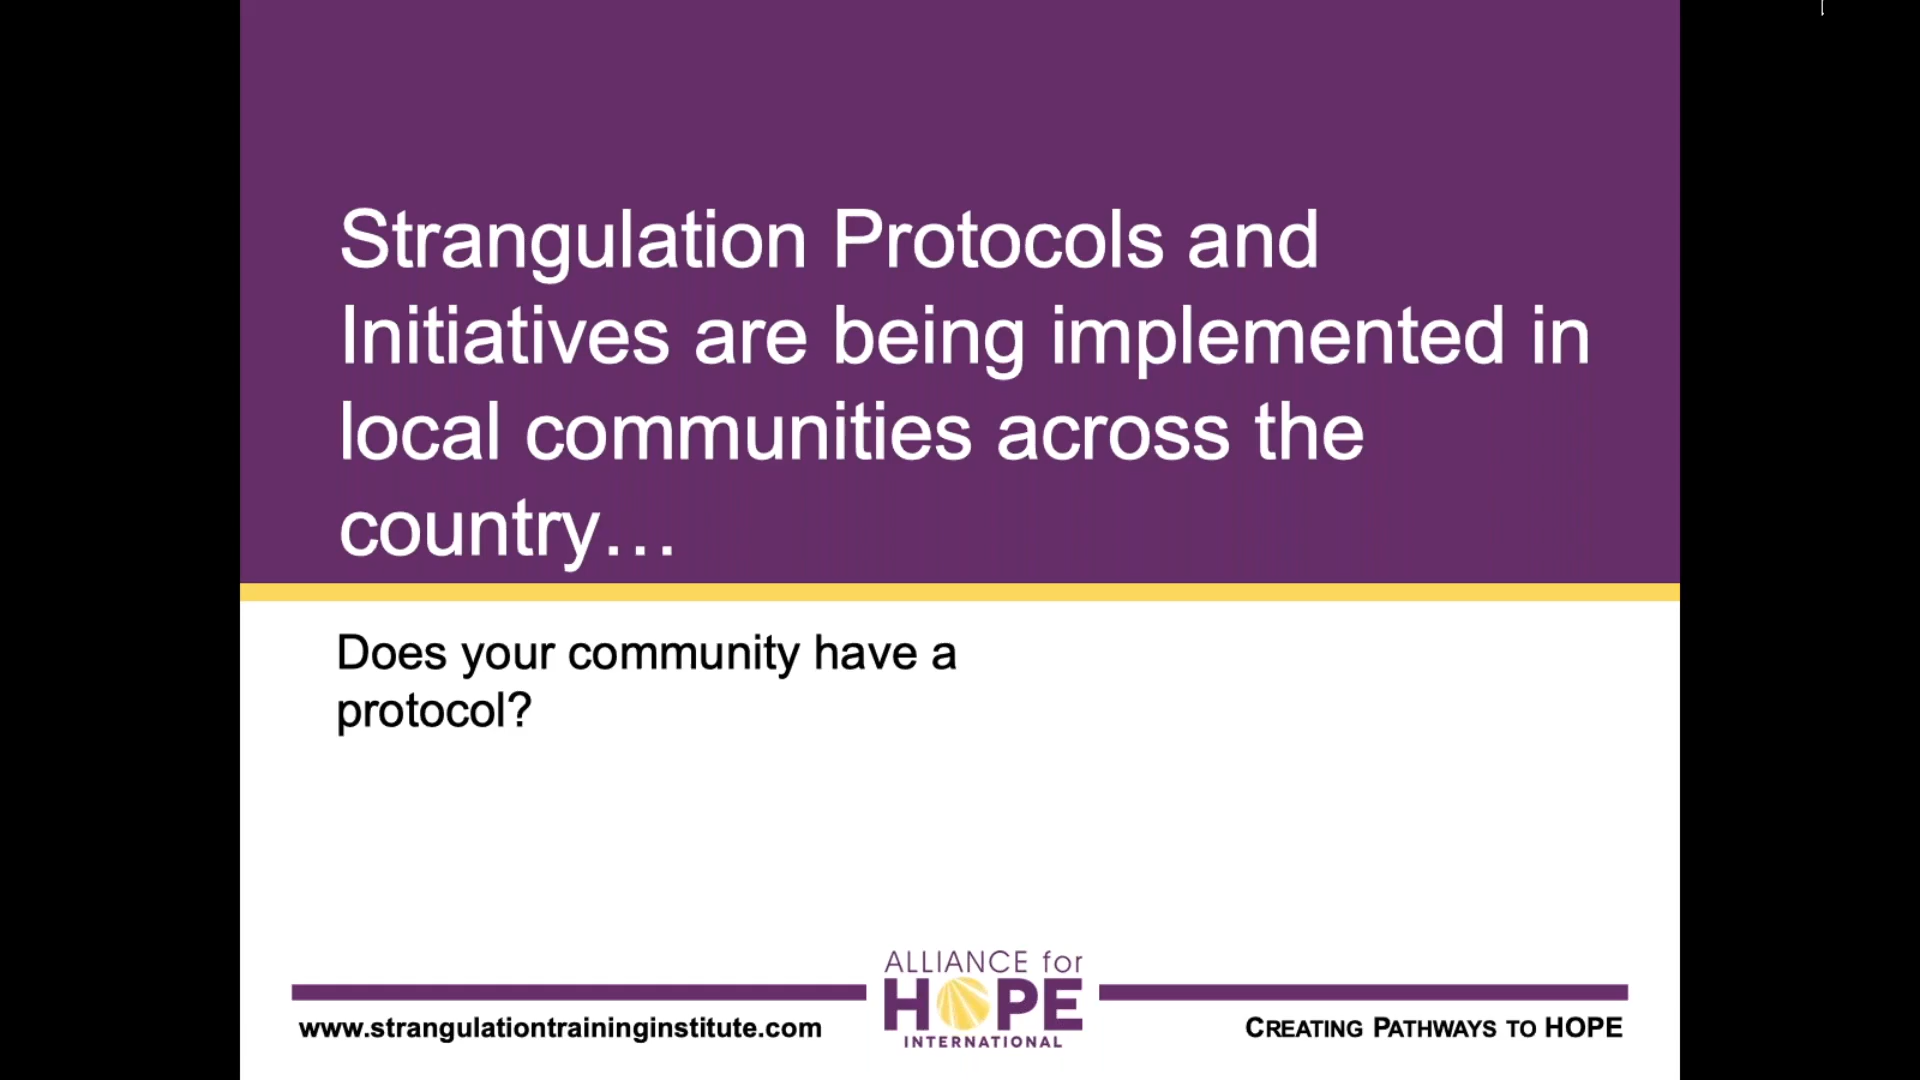 Strangulation Protocols and
Initiatives are being implemented in
local communities across the
country…
Does your community have a
protocol?
ALLIANCE for
HOPE
INTERNATIONAL
www.strangulationtraininginstitute.com
CREATING PATHWAYS TO HOPE